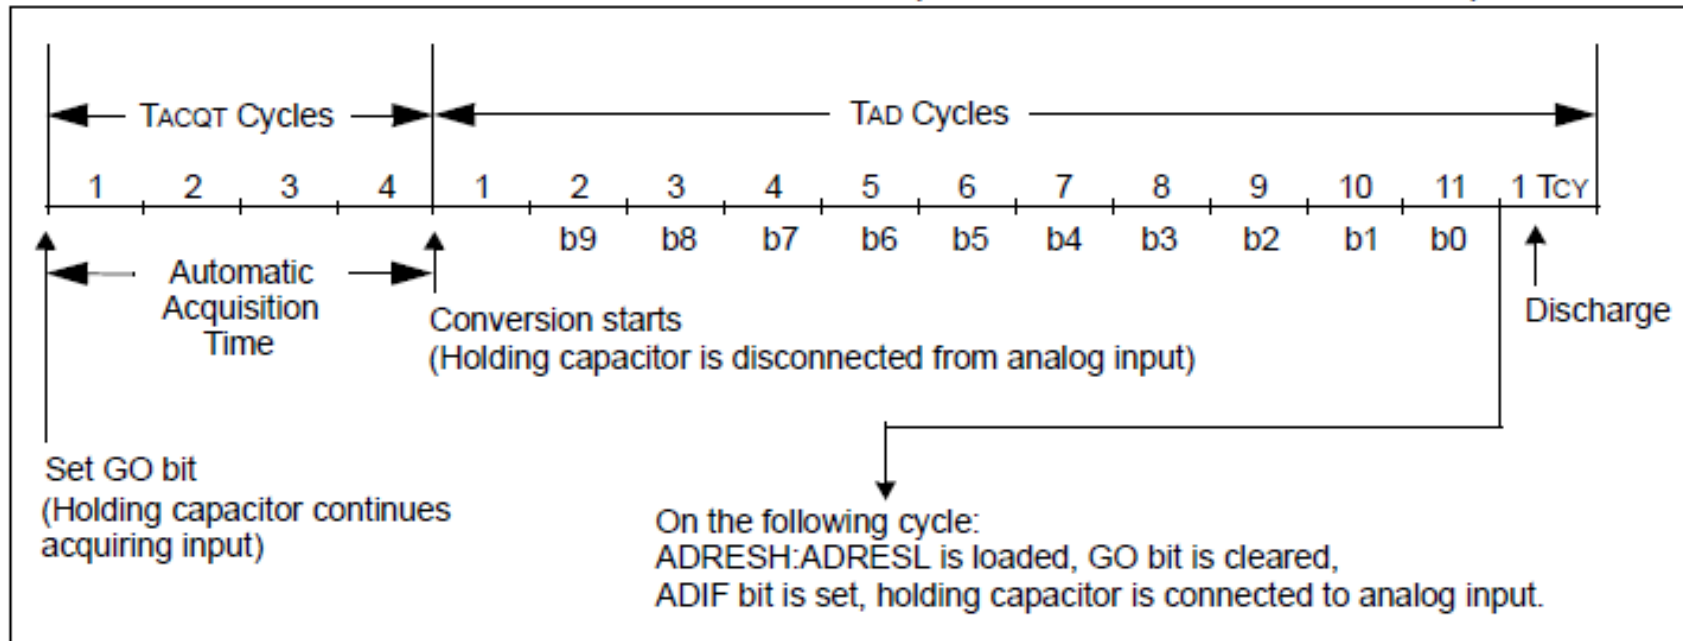 TACQT Cycles
TAD Cycles
1 2 3 4 1 2 3 4 5 6 7 8 9 10 11 1 TCY
b9 b8 b7 b6 b5 b4 b3 b2 b1 b0
Automatic
Acquisition
Time
Conversion starts
(Holding capacitor is disconnected from analog input)
Discharge
Set GO bit
(Holding capacitor continues
acquiring input)
On the following cycle:
ADRESH:ADRESL is loaded, GO bit is cleared,
ADIF bit is set, holding capacitor is connected to analog input.